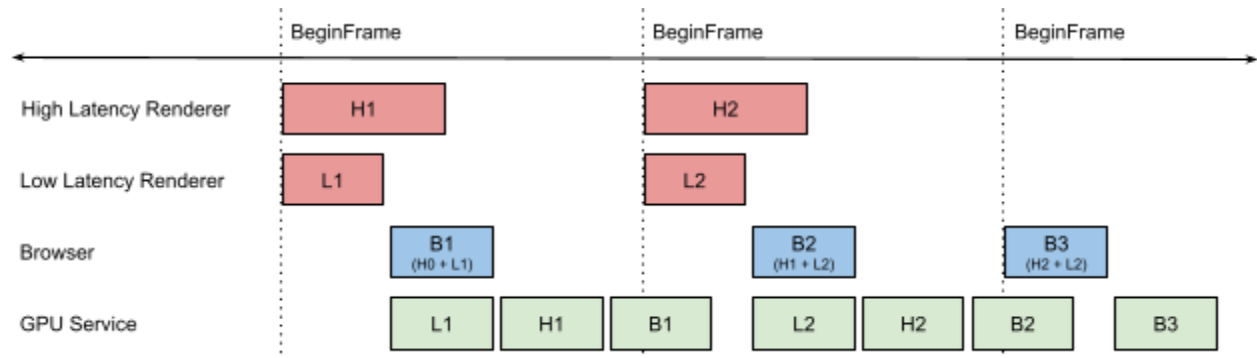 BeginFrame BeginFrame BeginFrame
High Latency Renderer H1 H2
Low Latency Renderer L1 L2
Browser B1 B2 B3
(H0 + L1) (H1 + L2) (H2 + L2)
GPU Service L1 H1 B1 L2 H2 B2 B3